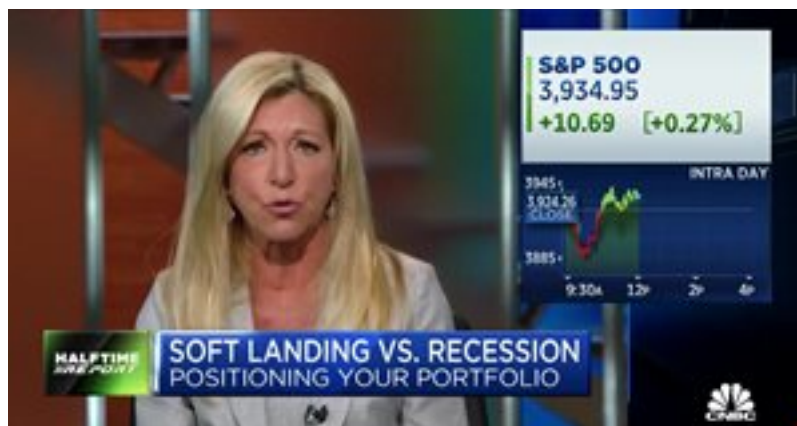 S&P 500
3,934.95
+10.69 [+0.27%]
INTRA DAY
3945
3,924.26
CLOSE
3885
9:30A 12P 2P 4P
HALFTIME
REPORT
SOFT LANDING VS. RECESSION
POSITIONING YOUR PORTFOLIO
CNBC